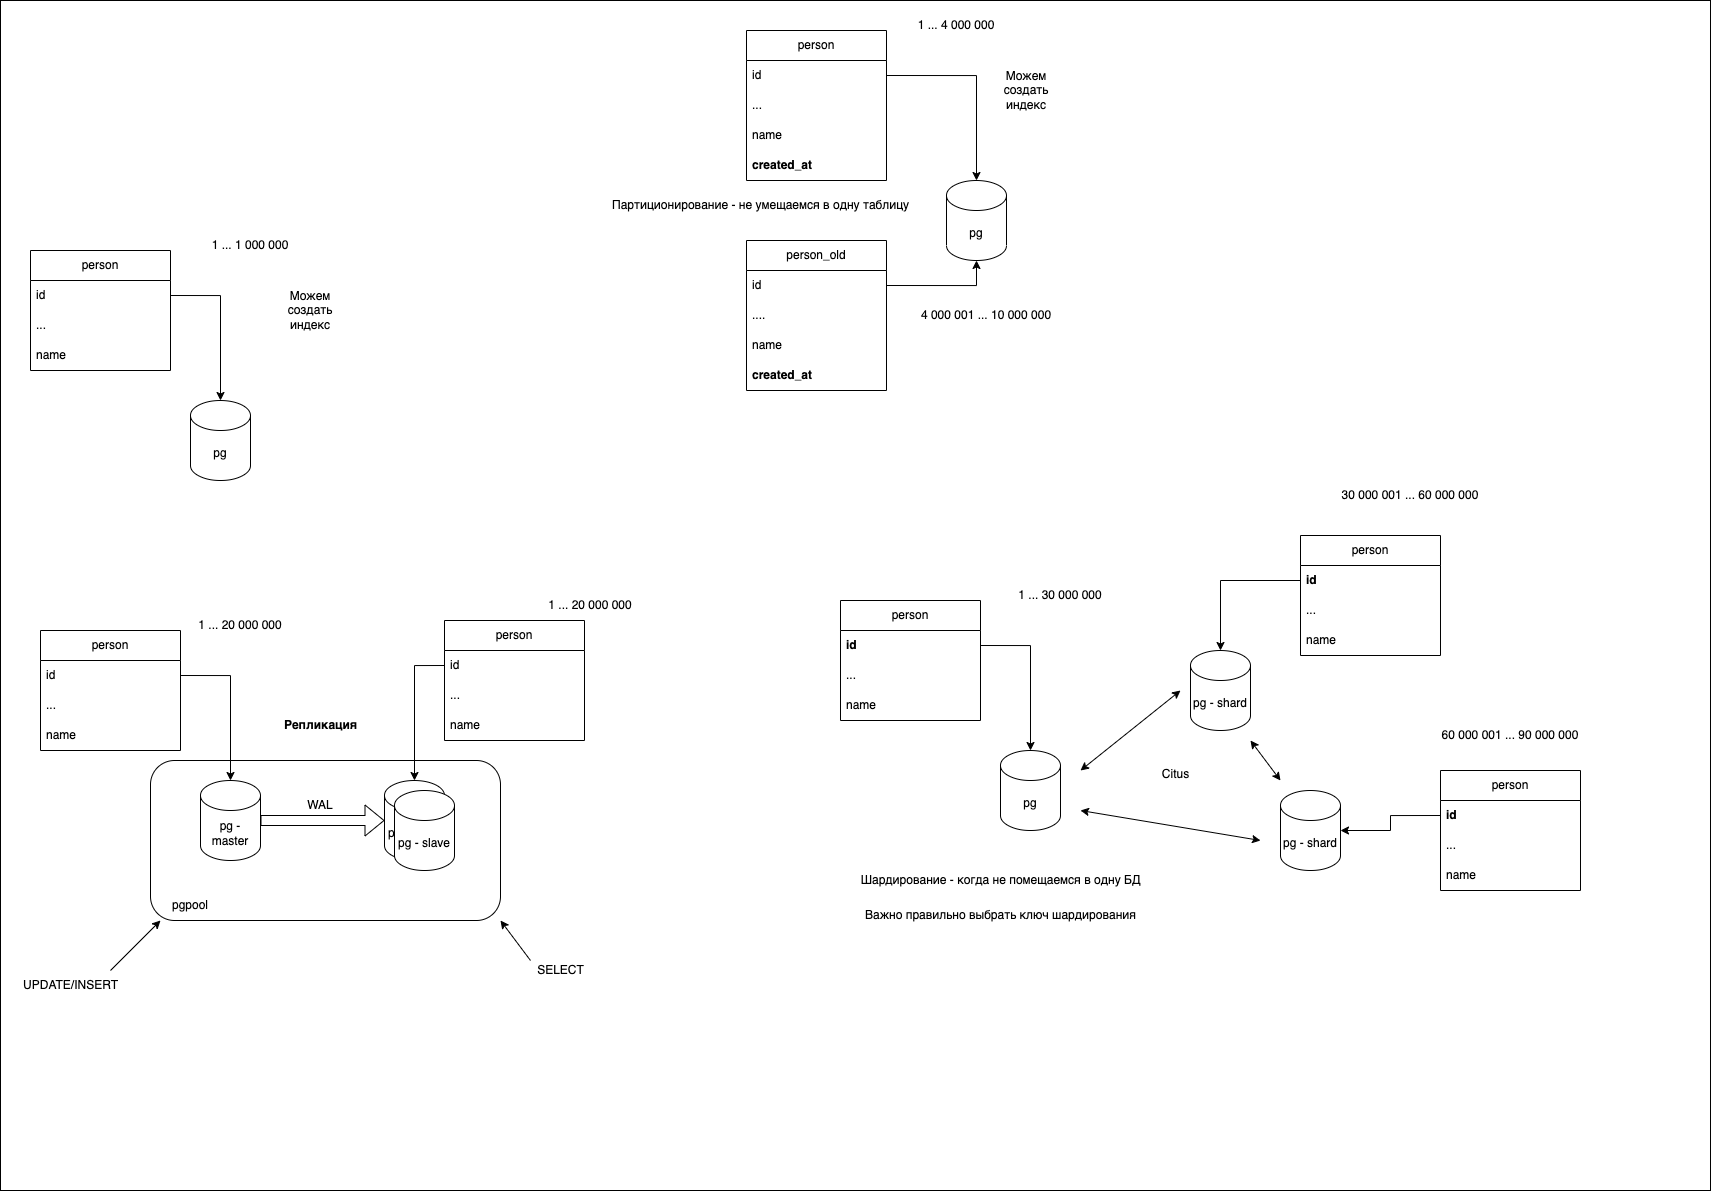 1 ... 4 000 000
person
id
...
name
created_at
Можем
создать
индекс
pg
Партиционирование - не умещаемся в одну таблицу
person_old
id
....
name
created_at
4 000 001 ... 10 000 000
1 ... 1 000 000
person
id
...
name
Можем
создать
индекс
pg
1 ... 20 000 000
person
id
...
name
1 ... 20 000 000
person
id
...
name
Репликация
pg -
master
WAL
p
pg - slave
pgpool
UPDATE/INSERT
SELECT
1 ... 30 000 000
person
id
...
name
pg
30 000 001 ... 60 000 000
person
id
...
name
pg - shard
Citus
60 000 001 ... 90 000 000
person
id
...
name
pg - shard
Шардирование - когда не помещаемся в одну БД
Важно правильно выбрать ключ шардирования